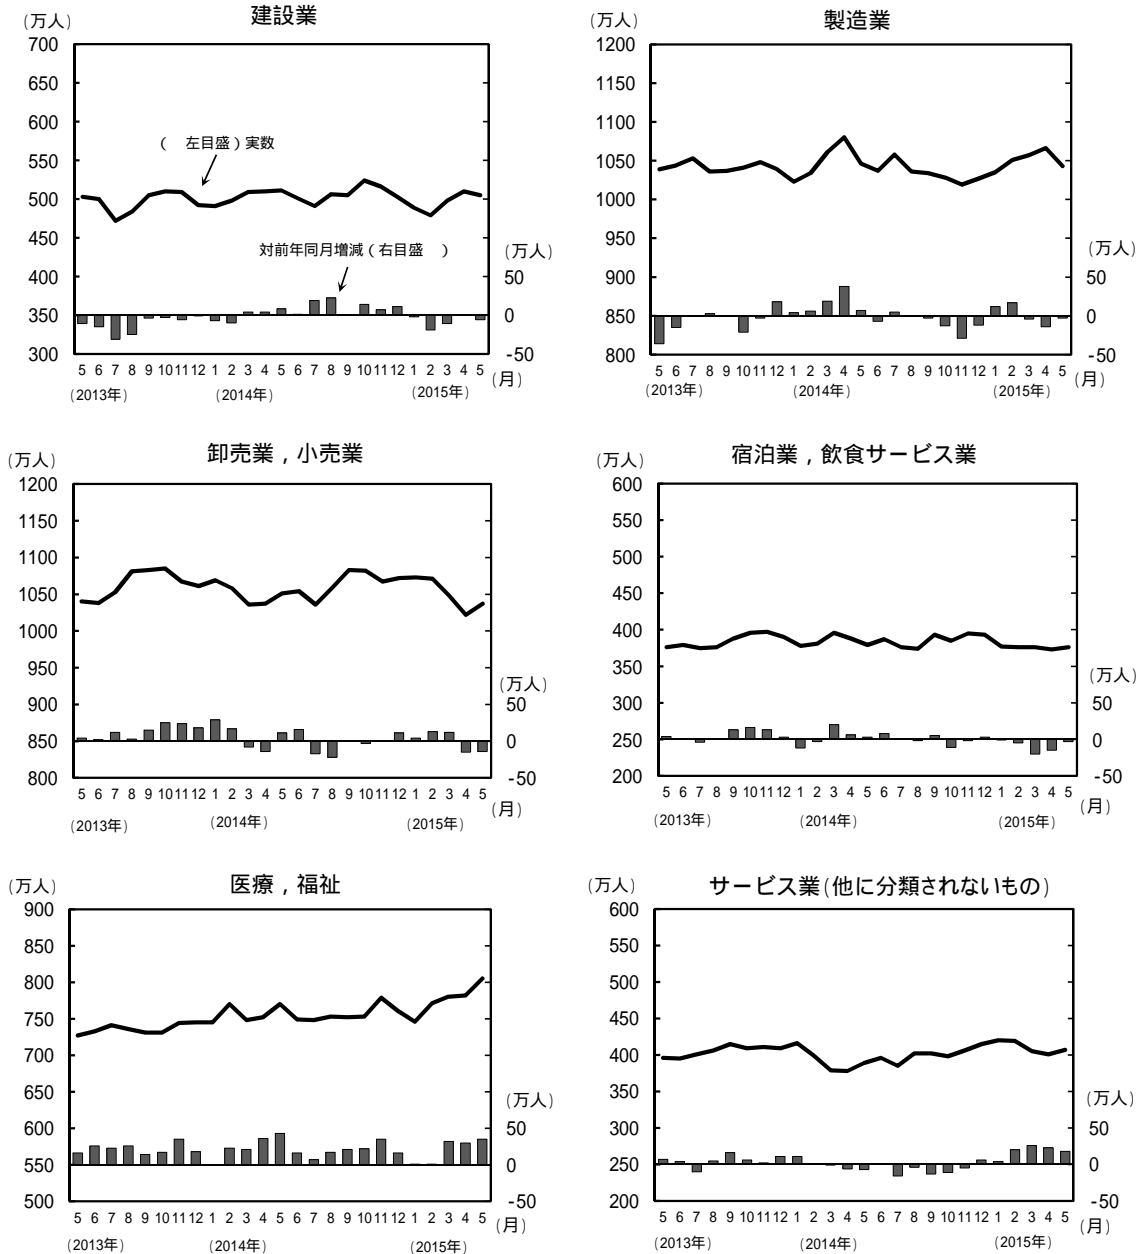 建設業
(万人)
700
650
600
550
500
450
400
350
300
( 左目盛)実数
対前年同月増減(右目盛 )
(万人)
50
0
-50
5 6 7 8 9 10 11 12 1 2 3 4 5 6 7 8 9 10 11 12 1 2 3 4 5 (月)
(2013年) (2014年) (2015年)
製造業
(万人)
1200
1150
1100
1050
1000
950
900
850
800
(万人)
50
0
-50
5 6 7 8 9 10 11 12 1 2 3 4 5 6 7 8 9 10 11 12 1 2 3 4 5 (月)
(2013年) (2014年) (2015年)
卸売業，小売業
(万人)
1200
1150
1100
1050
1000
950
900
850
800
(万人)
50
0
-50
5 6 7 8 9 10 11 12 1 2 3 4 5 6 7 8 9 10 11 12 1 2 3 4 5 (月)
(2013年) (2014年) (2015年)
宿泊業，飲食サービス業
(万人)
600
550
500
450
400
350
300
250
200
(万人)
50
0
-50
5 6 7 8 9 10 11 12 1 2 3 4 5 6 7 8 9 10 11 12 1 2 3 4 5 (月)
(2013年) (2014年) (2015年)
医療，福祉
(万人)
900
850
800
750
700
650
600
550
500
(万人)
50
0
-50
5 6 7 8 9 10 11 12 1 2 3 4 5 6 7 8 9 10 11 12 1 2 3 4 5 (月)
(2013年) (2014年) (2015年)
サービス業(他に分類されないもの)
(万人)
600
550
500
450
400
350
300
250
200
(万人)
50
0
-50
5 6 7 8 9 10 11 12 1 2 3 4 5 6 7 8 9 10 11 12 1 2 3 4 5 (月)
(2013年) (2014年) (2015年)